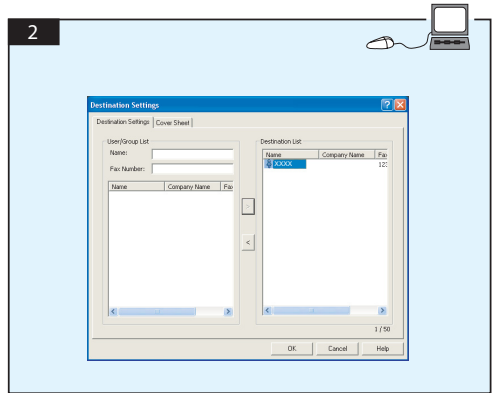 2
Destination Settings
Destination Settings Cover Sheet
User/Group List
Name:
Fax Number:
Name Company Name Fax
>
<
Destination List
Name Company Name Fax
XXXX 123
1 / 50
OK Cancel Help